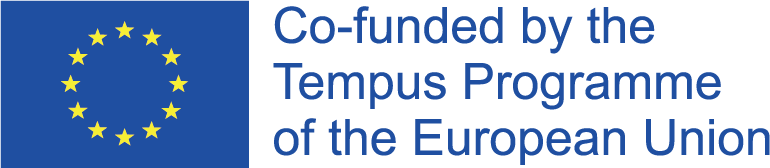 Co-funded by the
Tempus Programme
of the European Union